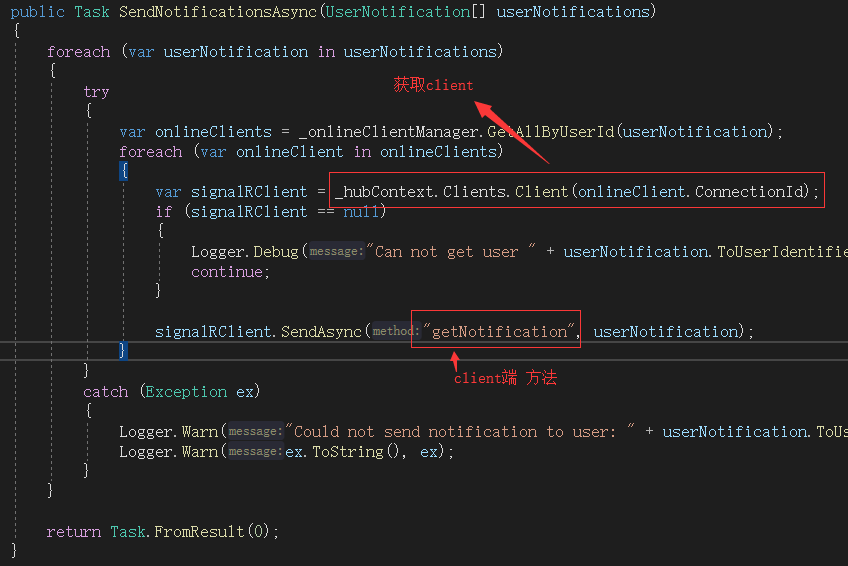 public Task SendNotificationsAsync(UserNotification[] userNotifications)
{
foreach (var userNotification in userNotifications)
{
try
获取client
{
var onlineClients = _onlineClientManager.GetAllByUserId(userNotification);
foreach (var onlineClient in onlineClients)
{
var signalRClient = _hubContext.Clients.Client(onlineClient.ConnectionId);
if (signalRClient == null)
{
Logger.Debug(message:"Can not get user " + userNotification.ToUserIdentifie
continue;
}
signalRClient.SendAsync(method:"getNotification", userNotification);
}
client端 方法
}
catch (Exception ex)
{
Logger.Warn(message:"Could not send notification to user: " + userNotification.ToUs
Logger.Warn(message:ex.ToString(), ex);
}
}
return Task.FromResult(0);
}